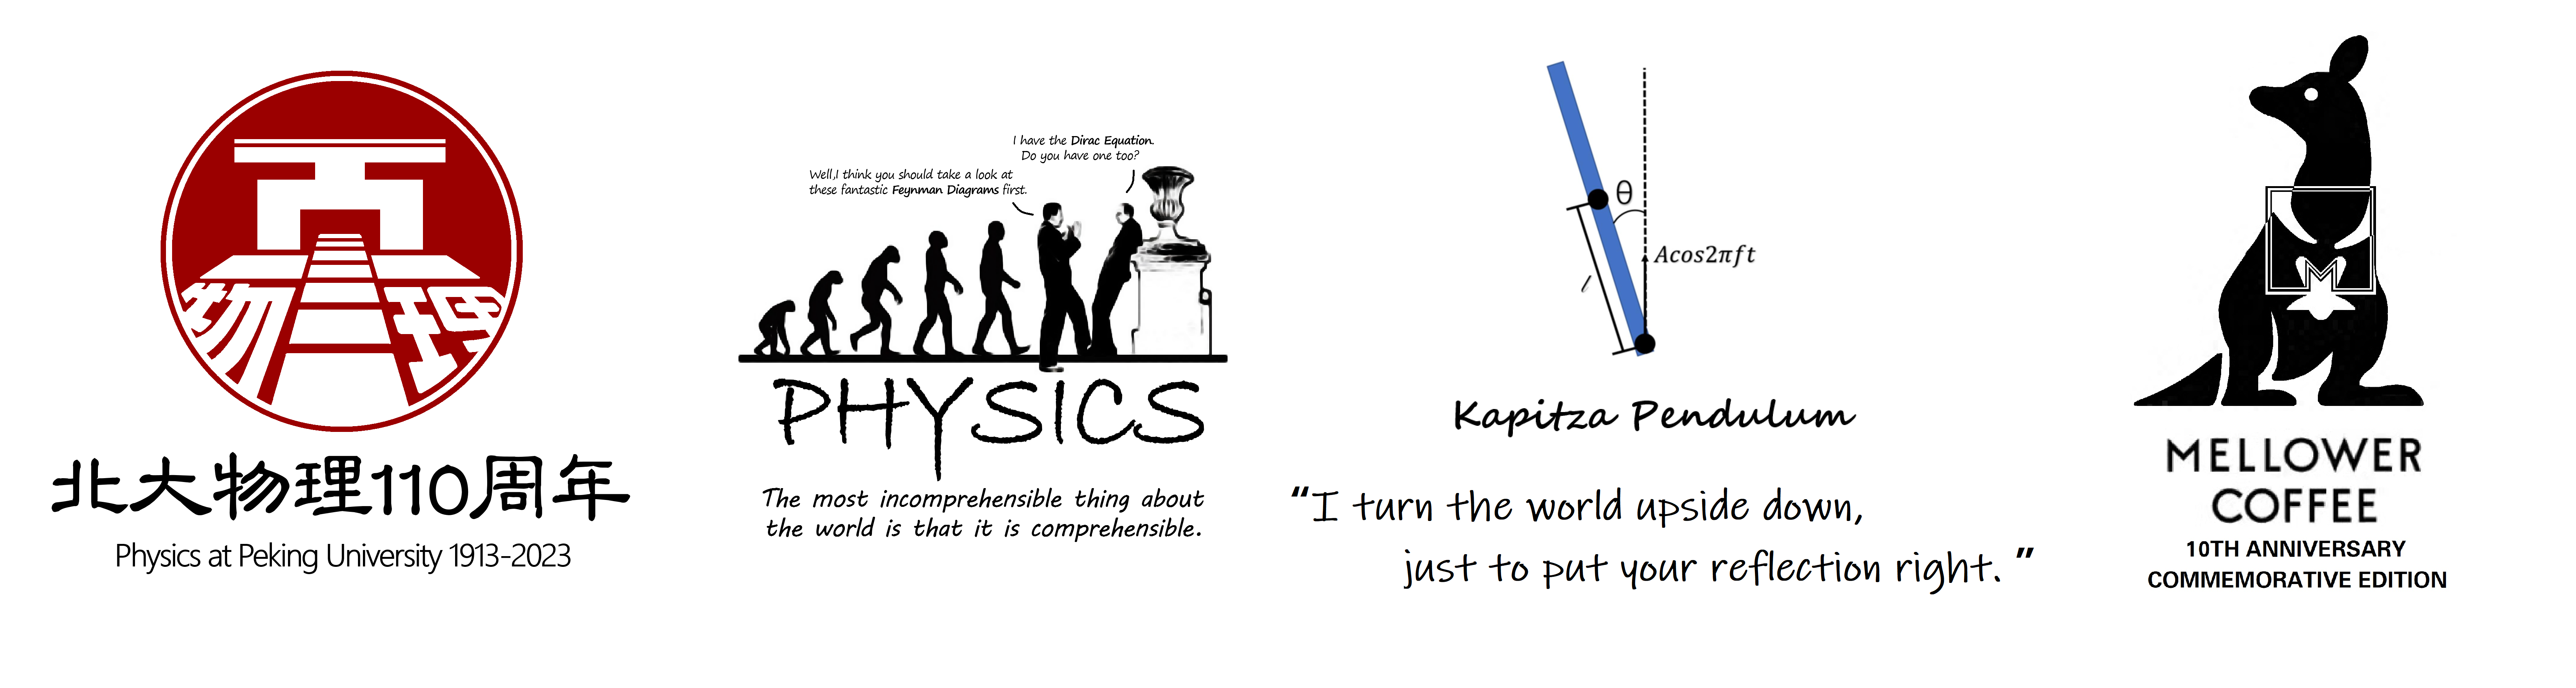 物理
北大物理110周年
Physics at Peking University 1913-2023
I have the Dirac Equation.
Do you have one too?
Well,I think you should take a look at
these fantastic Feynman Diagrams first.
PHYSICS
The most incomprehensible thing about
the world is that it is comprehensible.
θ
Acos2πft
l
Kapitza Pendulum
“I turn the world upside down,
just to put your reflection right.”
M
MELLOWER
COFFEE
10TH ANNIVERSARY
COMMEMORATIVE EDITION